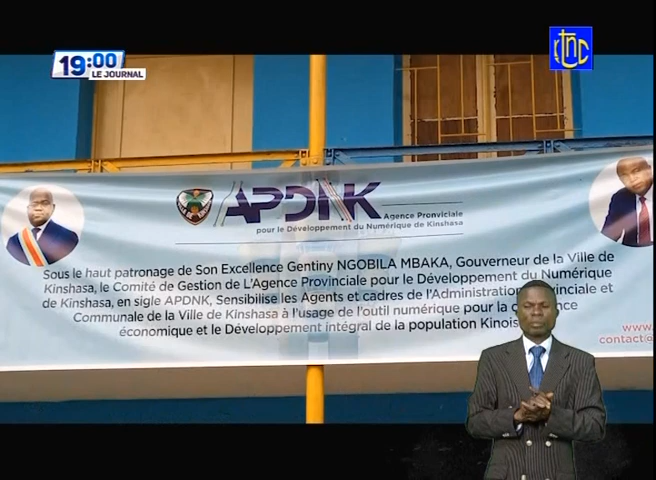 19:00
LE JOURNAL
rtnc
APDNK
Agence Pronviciale
pour le Développement du Numérique de Kinshasa
Sous le haut patronage de Son Excellence Gentiny NGOBILA MBAKA, Gouverneur de la Ville de
Kinshasa, le Comité de Gestion de L'Agence Provinciale pour le Développement du Numérique
de Kinshasa, en sigle APDNK, Sensibilise les Agents et cadres de l'Administration Provinciale et
Communale de la Ville de Kinshasa à l'usage de l'outil numérique pour la
économique et le Développement intégral de la population Kinois
www.
contact@